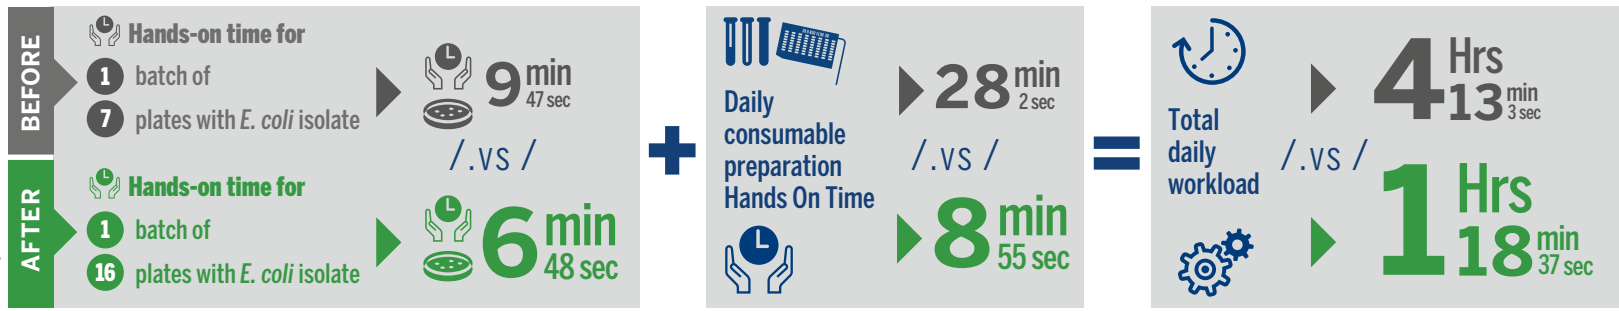 BEFORE
Hands-on time for
1 batch of
7 plates with E. coli isolate
9 min
47 sec
/.vs /
AFTER
Hands-on time for
1 batch of
16 plates with E. coli isolate
6 min
48 sec
+
Daily
consumable
preparation
Hands On Time
28 min
2 sec
/.vs /
8 min
55 sec
=
Total
daily
workload
4 Hrs
13 min
3 sec
/.vs /
1 Hrs
18 min
37 sec